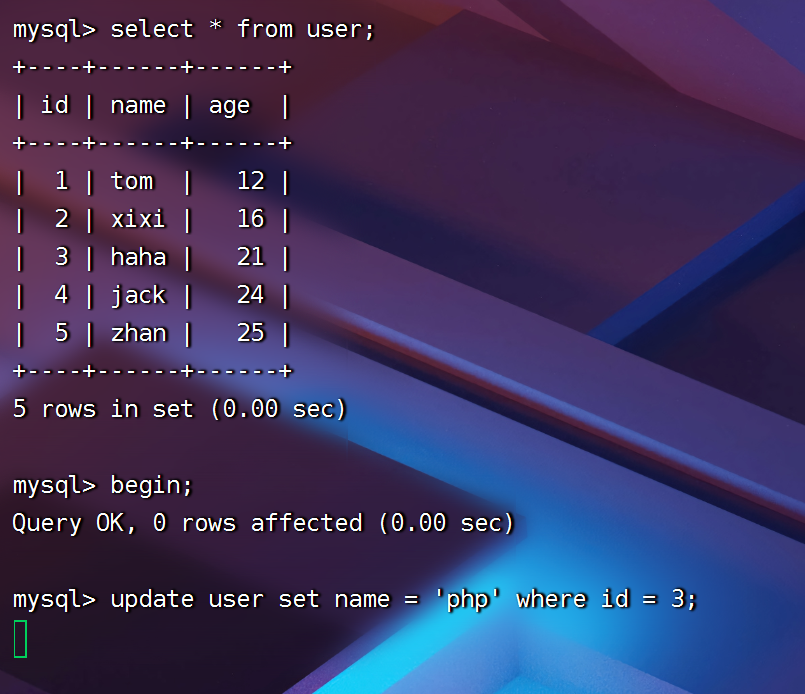 mysql> select * from user;
+----+------+------+
| id | name | age  |
+----+------+------+
|  1 | tom  |   12 |
|  2 | xixi |   16 |
|  3 | haha |   21 |
|  4 | jack |   24 |
|  5 | zhan |   25 |
+----+------+------+
5 rows in set (0.00 sec)
mysql> begin;
Query OK, 0 rows affected (0.00 sec)
mysql> update user set name = 'php' where id = 3;